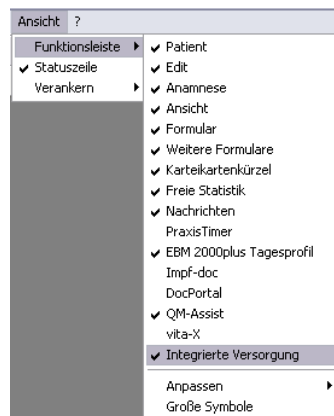 Ansicht ?
Funktionsleiste
Statuszeile
Verankern
Patient
Edit
Anamnese
Ansicht
Formular
Weitere Formulare
Karteikartenkürzel
Freie Statistik
Nachrichten
PraxisTimer
EBM 2000plus Tagesprofil
Impf-doc
DocPortal
QM-Assist
vita-X
Integrierte Versorgung
Anpassen
Große Symbole